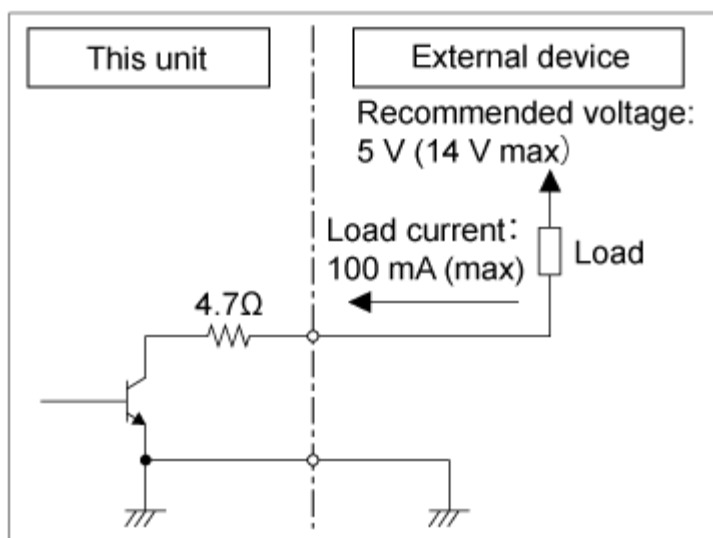 This unit
External device
Recommended voltage:
5 V (14 V max)
Load current:
100 mA (max)
Load
4.7Ω